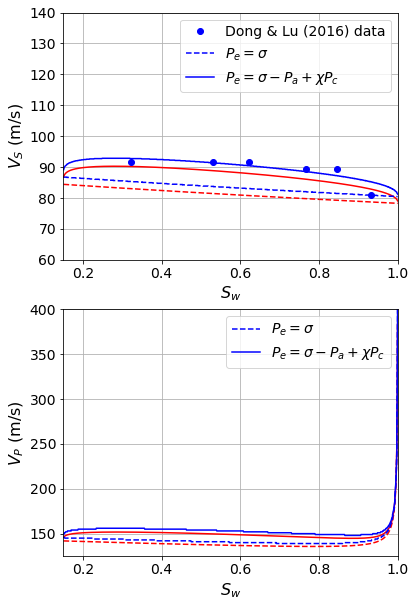 140
130
120
110
100
90
80
70
60
V_S (m/s)
Dong & Lu (2016) data
P_e = σ
P_e = σ − P_a + χP_c
0.2 0.4 0.6 0.8 1.0
S_w
400
350
300
250
200
150
V_P (m/s)
P_e = σ
P_e = σ − P_a + χP_c
0.2 0.4 0.6 0.8 1.0
S_w